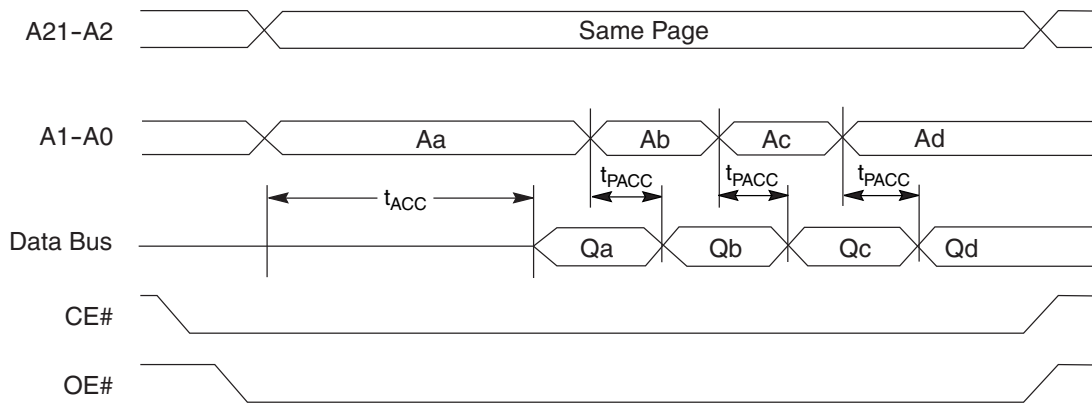 A21-A2 Same Page
A1-A0 Aa Ab Ac Ad
tACC tPACC tPACC tPACC
Data Bus Qa Qb Qc Qd
CE#
OE#